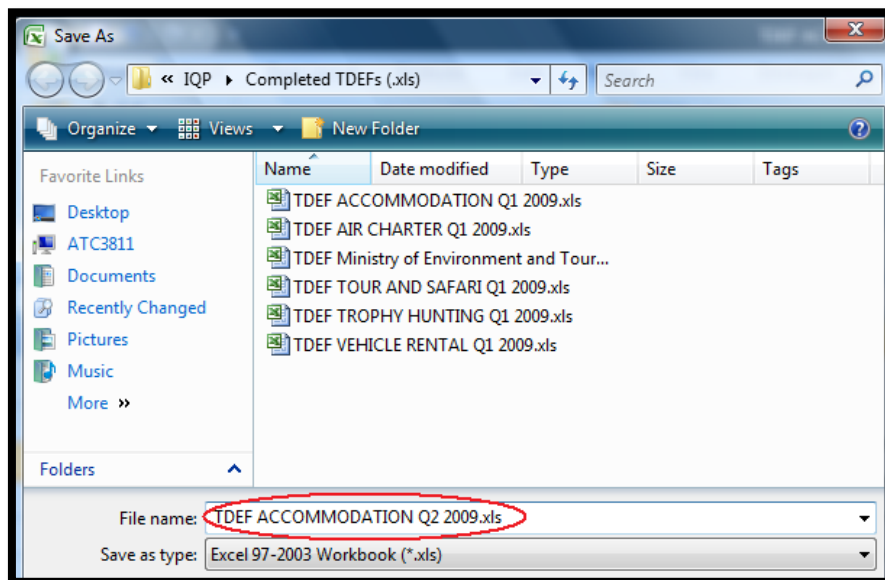 Save As
« IQP ▸ Completed TDEFs (.xls)
Search
Organize
Views
New Folder
Favorite Links
Desktop
ATC3811
Documents
Recently Changed
Pictures
Music
More »
Folders
Name Date modified Type Size Tags
TDEF ACCOMMODATION Q1 2009.xls
TDEF AIR CHARTER Q1 2009.xls
TDEF Ministry of Environment and Tour...
TDEF TOUR AND SAFARI Q1 2009.xls
TDEF TROPHY HUNTING Q1 2009.xls
TDEF VEHICLE RENTAL Q1 2009.xls
File name: TDEF ACCOMMODATION Q2 2009.xls
Save as type: Excel 97-2003 Workbook (*.xls)